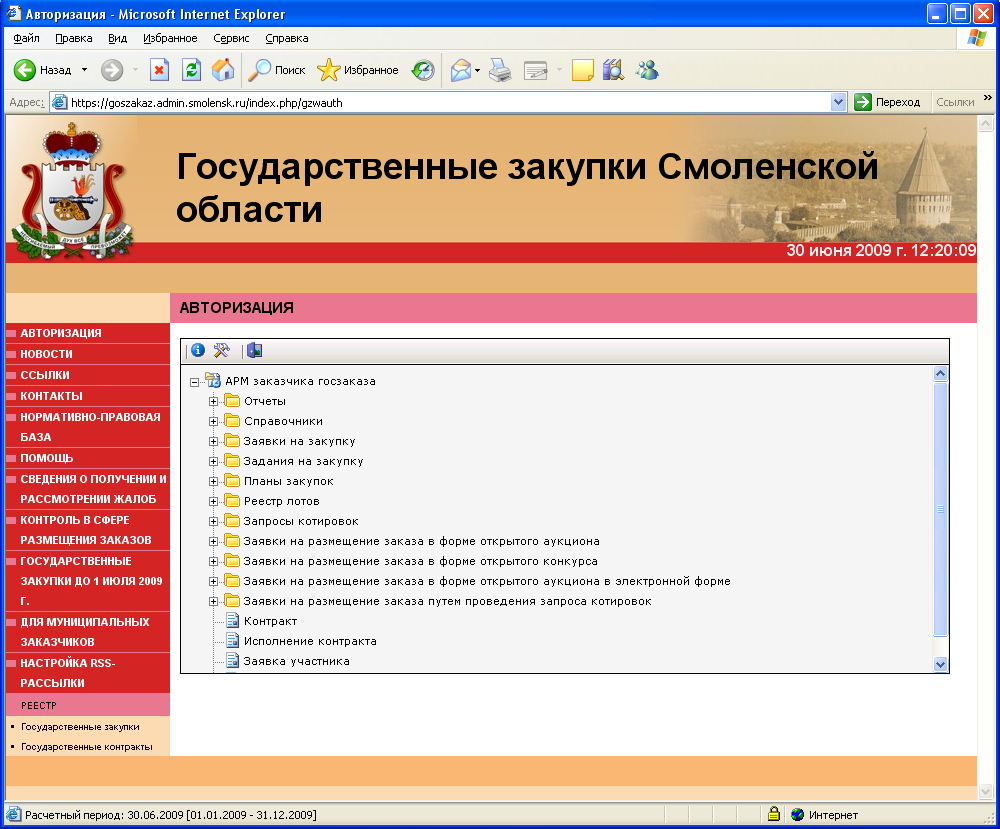 Авторизация - Microsoft Internet Explorer
Файл Правка Вид Избранное Сервис Справка
Назад Поиск Избранное
Адрес: https://goszakaz.admin.smolensk.ru/index.php/gzwauth Переход Ссылки »
Государственные закупки Смоленской
области
30 июня 2009 г. 12:20:09
АВТОРИЗАЦИЯ
АВТОРИЗАЦИЯ
НОВОСТИ
ССЫЛКИ
КОНТАКТЫ
НОРМАТИВНО-ПРАВОВАЯ
БАЗА
ПОМОЩЬ
СВЕДЕНИЯ О ПОЛУЧЕНИИ И
РАССМОТРЕНИИ ЖАЛОБ
КОНТРОЛЬ В СФЕРЕ
РАЗМЕЩЕНИЯ ЗАКАЗОВ
ГОСУДАРСТВЕННЫЕ
ЗАКУПКИ ДО 1 ИЮЛЯ 2009
Г.
ДЛЯ МУНИЦИПАЛЬНЫХ
ЗАКАЗЧИКОВ
НАСТРОЙКА RSS-
РАССЫЛКИ
РЕЕСТР
Государственные закупки
Государственные контракты
АРМ заказчика госзаказа
Отчеты
Справочники
Заявки на закупку
Задания на закупку
Планы закупок
Реестр лотов
Запросы котировок
Заявки на размещение заказа в форме открытого аукциона
Заявки на размещение заказа в форме открытого конкурса
Заявки на размещение заказа в форме открытого аукциона в электронной форме
Заявки на размещение заказа путем проведения запроса котировок
Контракт
Исполнение контракта
Заявка участника
Расчетный период: 30.06.2009 [01.01.2009 - 31.12.2009] Интернет